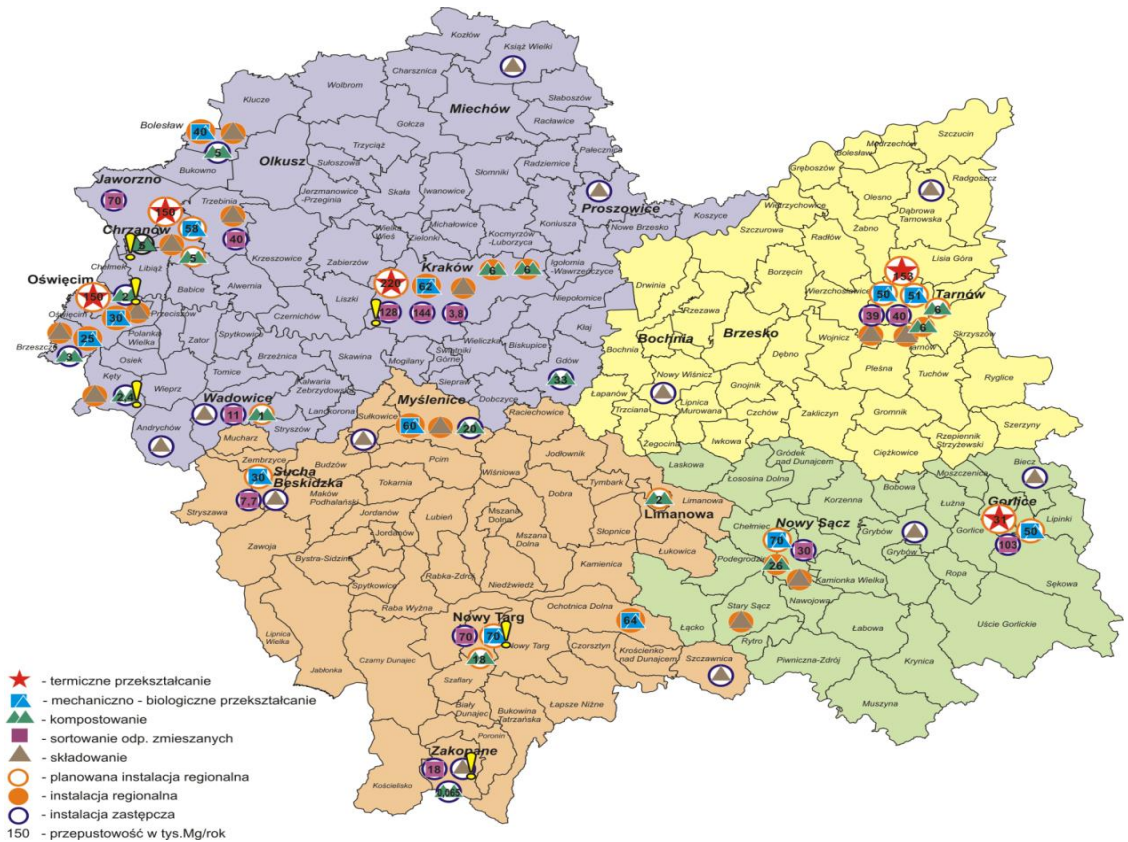 Kozłów
Książ Wielki
Charsznica
Wolbrom
Klucze
Miechów
Słaboszów
Racławice
Gołcza
Bolesław
40
5
Bukowno
Olkusz
Trzyciąż
Sułoszowa
Pałecznica
Radziemice
Słomniki
Jerzmanowice
-Przeginia
Skała
Iwanowice
Proszowice
Koszyce
Nowe Brzesko
Koniusza
Kocmyrzów
-Luborzyca
Michałowice
Zielonki
Wielka
Wieś
Igołomia
-Wawrzeńczyce
Jaworzno
70
150
Trzebinia
58
40
Chrzanów
5
5
Chełmek
Libiąż
Krzeszowice
Zabierzów
Babice
Alwernia
Liszki
Kraków
220
62
6
6
128
144
3,8
Niepołomice
Oświęcim
150
2
30
Oświęcim
Przeciszów
25
Polanka
Wielka
Brzeszcze
3
Osiek
Zator
Spytkowice
Czernichów
Brzeźnica
Skawina
Tomice
Kęty
2,4
Wieprz
Andrychów
Wadowice
11
1
Kalwaria
Zebrzydowska
Lanckorona
Stryszów
Mucharz
Mogilany
Świątniki
Górne
Wieliczka
Biskupice
Kłaj
Gdów
33
Siepraw
Dobczyce
Raciechowice
Myślenice
Sułkowice
60
20
Szczucin
Mędrzechów
Bolesław
Gręboszów
Radgoszcz
Olesno
Dąbrowa
Tarnowska
Wietrzychowice
Żabno
Szczurowa
Radłów
Lisia Góra
153
Borzęcin
Wierzchosławice
50
51
Tarnów
39
40
6
6
Tarnów
Skrzyszów
Wojnicz
Drwinia
Rzezawa
Brzesko
Bochnia
Bochnia
Dębno
Pleśna
Tuchów
Ryglice
Nowy Wiśnicz
Łapanów
Trzciana
Lipnica
Murowana
Gnojnik
Czchów
Zakliczyn
Gromnik
Szerzyny
Rzepiennik
Strzyżewski
Żegocina
Iwkowa
Ciężkowice
Zembrzyce
30
Sucha
Beskidzka
7,7
Stryszawa
Budzów
Maków
Podhalański
Tokarnia
Pcim
Wiśniowa
Jodłownik
Tymbark
Dobra
Laskowa
2
Limanowa
Limanowa
Słopnice
Łukowica
Kamienica
Mszana
Dolna
Mszana
Dolna
Lubień
Jordanów
Jordanów
Zawoja
Bystra-Sidzina
Spytkowice
Rabka-Zdrój
Niedźwiedź
Raba Wyżna
Ochotnica Dolna
64
Nowy Targ
70
70
Nowy Targ
18
Szaflary
Czorsztyn
Krościenko
nad Dunajcem
Szczawnica
Lipnica
Wielka
Jabłonka
Czarny Dunajec
Łapsze Niżne
Biały
Dunajec
Bukowina
Tatrzańska
Poronin
Zakopane
18
0,065
Kościelisko
Gródek
nad Dunajcem
Łososina Dolna
Korzenna
Bobowa
Moszczenica
Biecz
Łużna
Gorlice
31
50
103
Gorlice
Lipinki
Chełmiec
Nowy Sącz
70
30
Podegrodzie
26
Grybów
Grybów
Kamionka Wielka
Nawojowa
Ropa
Sękowa
Uście Gorlickie
Łabowa
Stary Sącz
Łącko
Rytro
Piwniczna-Zdrój
Krynica
Muszyna
- termiczne przekształcanie
- mechaniczno - biologiczne przekształcanie
- kompostowanie
- sortowanie odp. zmieszanych
- składowanie
- planowana instalacja regionalna
- instalacja regionalna
- instalacja zastępcza
150 - przepustowość w tys.Mg/rok